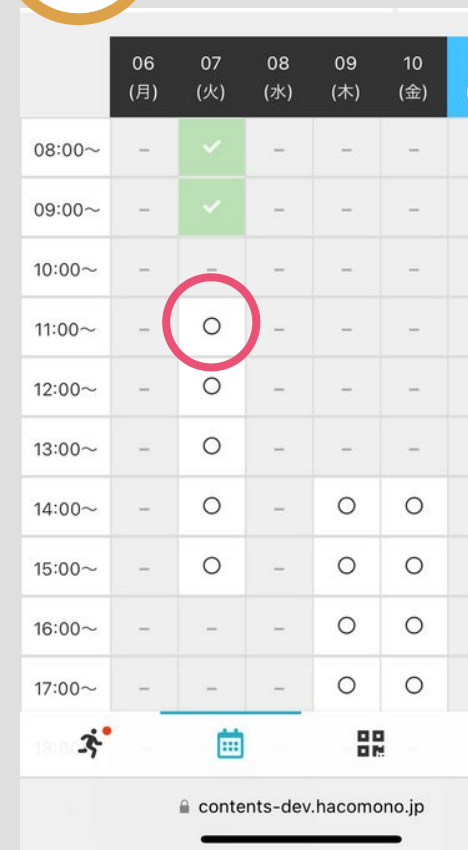 06 07 08 09 10
(月) (火) (水) (木) (金)
08:00~ - ✓ - - -
09:00~ - ✓ - - -
10:00~ - - - - -
11:00~ - ○ - - -
12:00~ - ○ - - -
13:00~ - ○ - - -
14:00~ - ○ - ○ ○
15:00~ - ○ - ○ ○
16:00~ - - - ○ ○
17:00~ - - - ○ ○
contents-dev.hacomono.jp